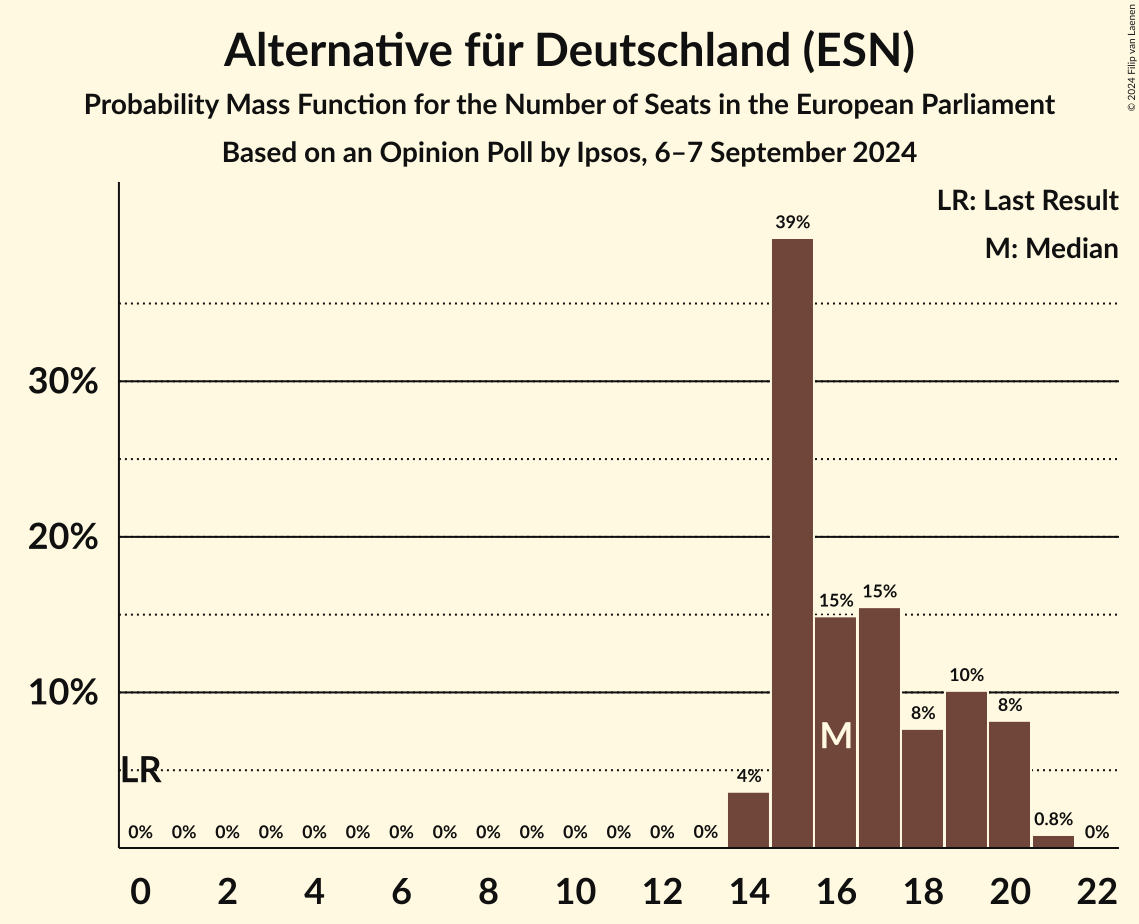 © 2024 Filip van Laenen
Alternative für Deutschland (ESN)
Probability Mass Function for the Number of Seats in the European Parliament
Based on an Opinion Poll by Ipsos, 6–7 September 2024
LR: Last Result
M: Median
39%
30%
20%
15% 15%
10%
10%
8% 8%
M
LR
4%
0.8%
0% 0% 0% 0% 0% 0% 0% 0% 0% 0% 0% 0% 0% 0% 0%
0 2 4 6 8 10 12 14 16 18 20 22